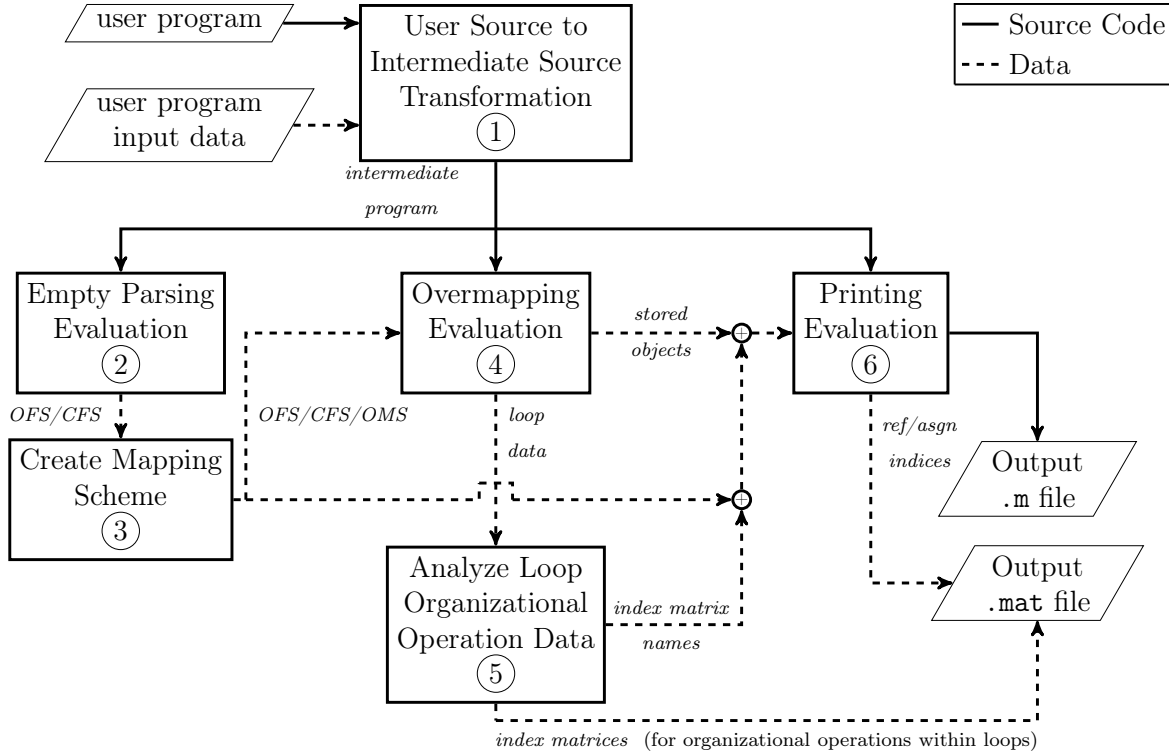 user program
User Source to
Intermediate Source
Transformation
1
Source Code
Data
user program
input data
intermediate
program
Empty Parsing
Evaluation
2
Overmapping
Evaluation
4
stored
objects
+
Printing
Evaluation
6
OFS/CFS
OFS/CFS/OMS
loop
data
ref/asgn
indices
Create Mapping
Scheme
3
+
Output
.m file
Analyze Loop
Organizational
Operation Data
5
index matrix
names
Output
.mat file
index matrices (for organizational operations within loops)